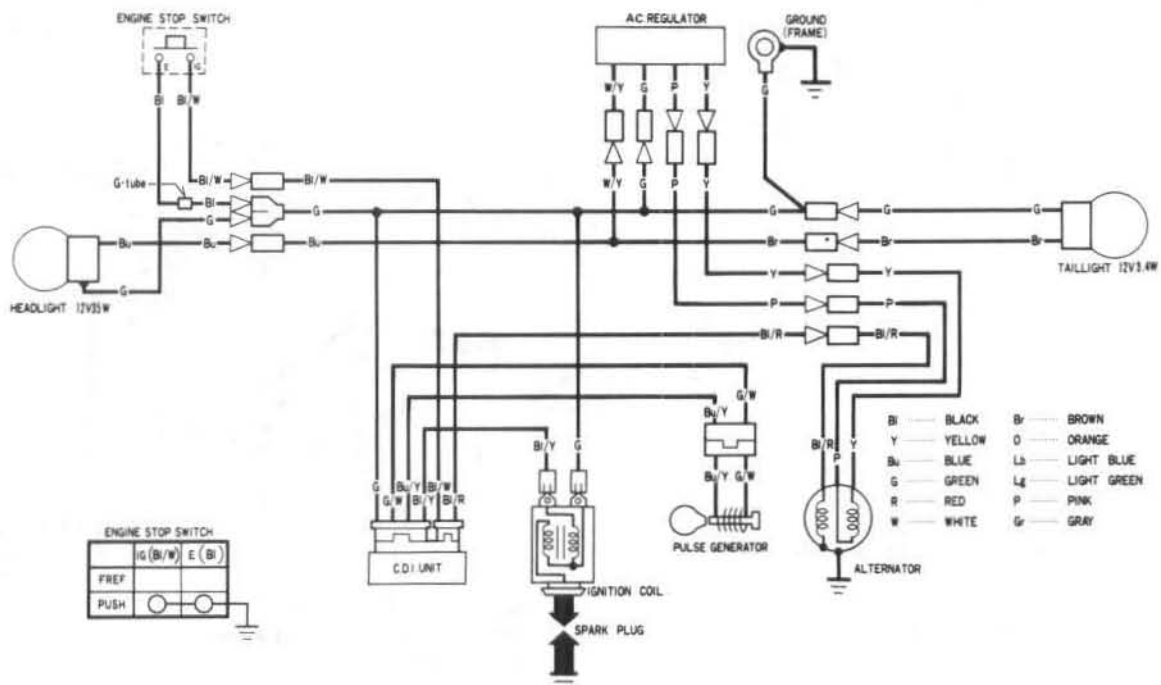 ENGINE STOP SWITCH
E G
Bl Bl/W
A.C. REGULATOR
W/Y G P Y
W/Y G P Y
GROUND
(FRAME)
G
Bl/W Bl/W
G-tube
Bl
G
G
G G G
Bu Bu Bu
Br Br Br
G
HEADLIGHT 12V35W
TAILLIGHT 12V3.4W
Y Y
P P
Bl/R Bl/R
Bu/Y G/W
Bu/Y G/W
PULSE GENERATOR
Bl/Y G
G G/W Bu/Y Bl/Y Bl/W Bl/R
C.D.I. UNIT
IGNITION COIL
SPARK PLUG
Bl/R P Y
ALTERNATOR
Bl ····· BLACK Br ····· BROWN
Y ····· YELLOW O ····· ORANGE
Bu ····· BLUE Lb ····· LIGHT BLUE
G ····· GREEN Lg ····· LIGHT GREEN
R ····· RED P ····· PINK
W ····· WHITE Gr ····· GRAY
ENGINE STOP SWITCH
IG (Bl/W) E (Bl)
FREF
PUSH